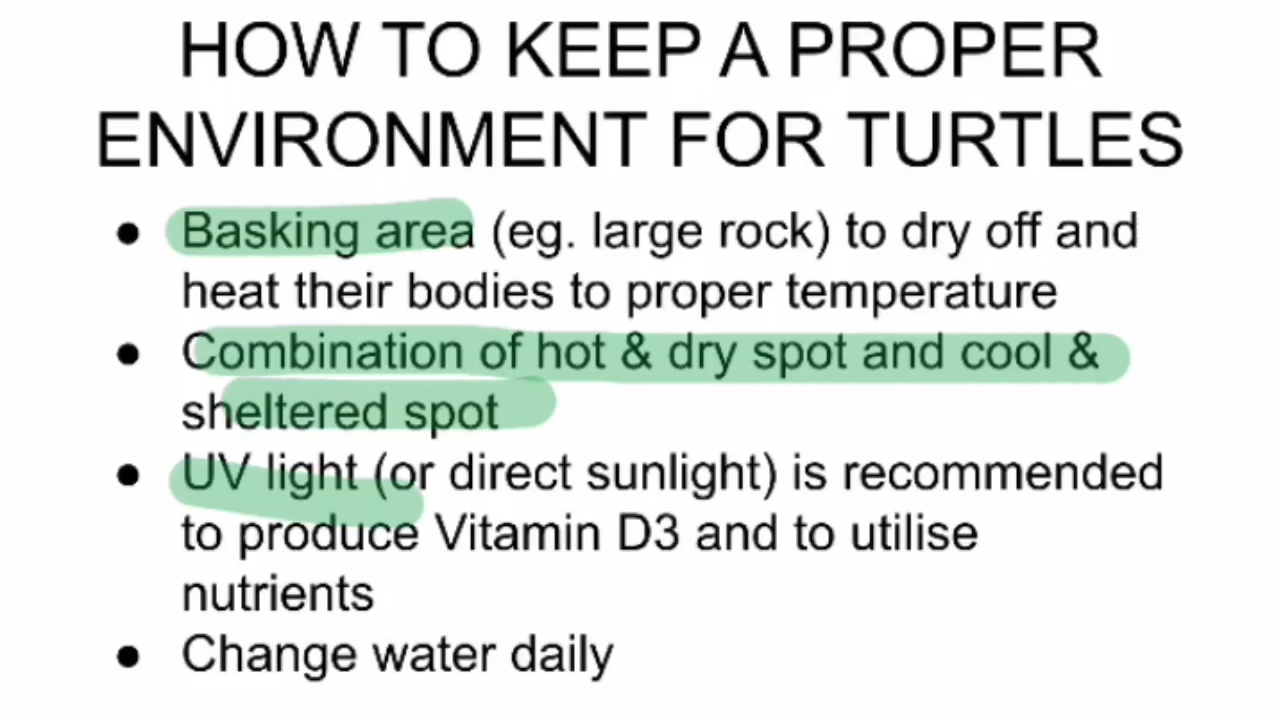 HOW TO KEEP A PROPER
ENVIRONMENT FOR TURTLES
● Basking area (eg. large rock) to dry off and
heat their bodies to proper temperature
● Combination of hot & dry spot and cool &
sheltered spot
● UV light (or direct sunlight) is recommended
to produce Vitamin D3 and to utilise
nutrients
● Change water daily